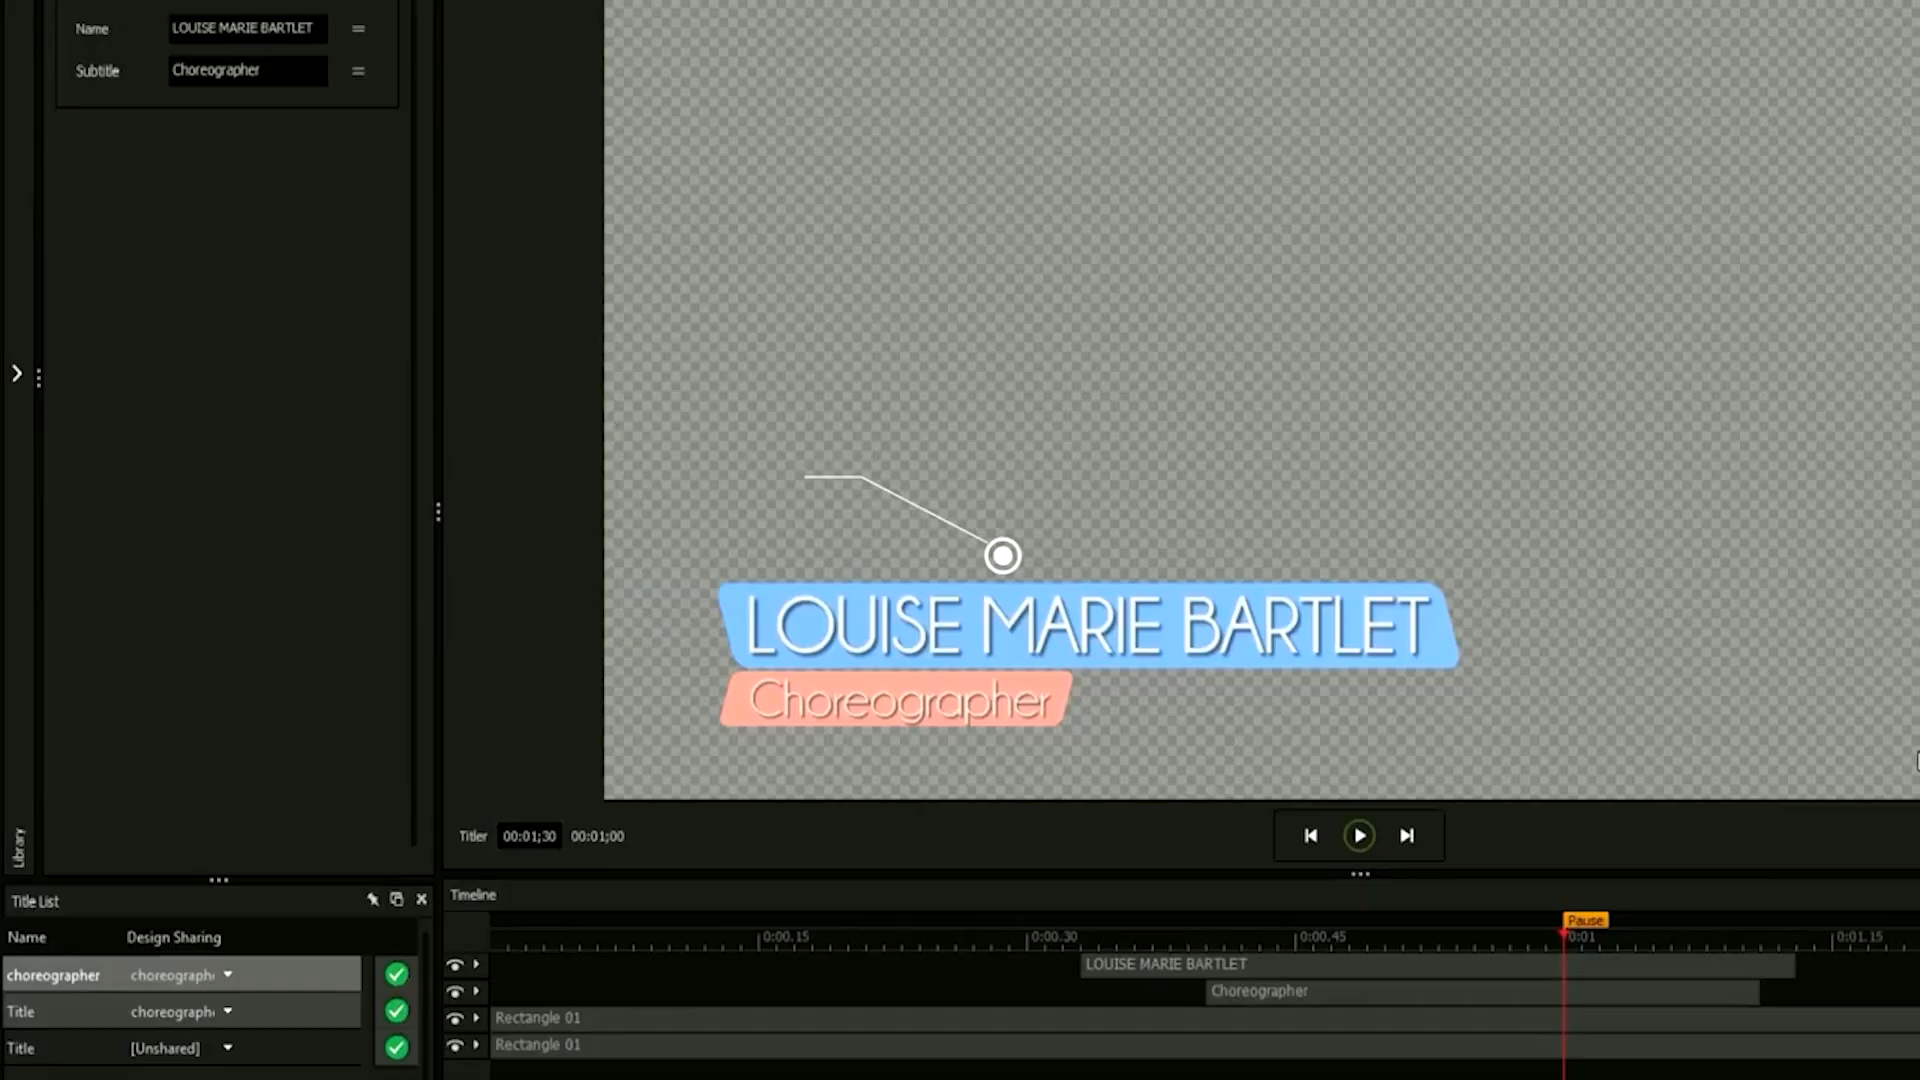 Name LOUISE MARIE BARTLET
Subtitle Choreographer
LOUISE MARIE BARTLET
Choreographer
Library
Titler 00:01;30 00:01;00
Title List
Name Design Sharing
choreographer choreograph
Title choreograph
Title [Unshared]
Timeline
Pause
0:00.15 0:00.30 0:00.45 0:01 0:01.15
LOUISE MARIE BARTLET
Choreographer
Rectangle 01
Rectangle 01